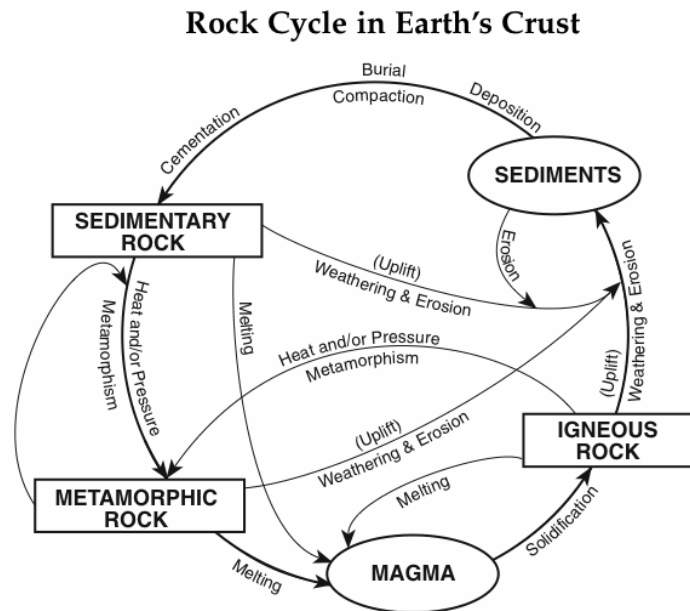 Rock Cycle in Earth's Crust
Burial
Compaction
Deposition
Cementation
SEDIMENTS
SEDIMENTARY
ROCK
Erosion
(Uplift)
Weathering & Erosion
(Uplift)
Weathering & Erosion
Heat and/or Pressure
Metamorphism
Melting
Heat and/or Pressure
Metamorphism
(Uplift)
Weathering & Erosion
IGNEOUS
ROCK
METAMORPHIC
ROCK
Melting
Solidification
Melting
MAGMA